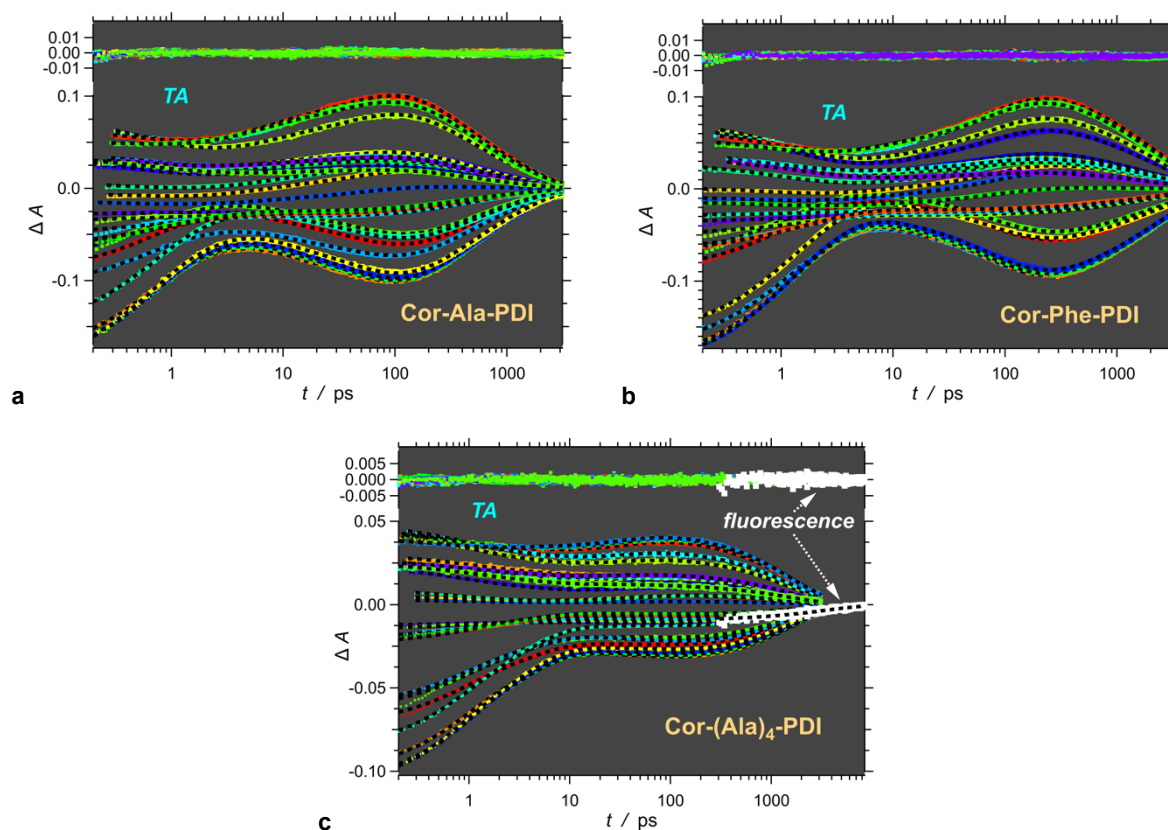 0.01
0.00
-0.01
TA
0.1
0.0
-0.1
Δ A
Cor-Ala-PDI
1 10 100 1000
t / ps
a
0.01
0.00
-0.01
TA
0.1
0.0
-0.1
Δ A
Cor-Phe-PDI
1 10 100 1000
t / ps
b
0.005
0.000
-0.005
TA
fluorescence
0.05
0.00
-0.05
-0.10
Δ A
Cor-(Ala)₄-PDI
1 10 100 1000
t / ps
c